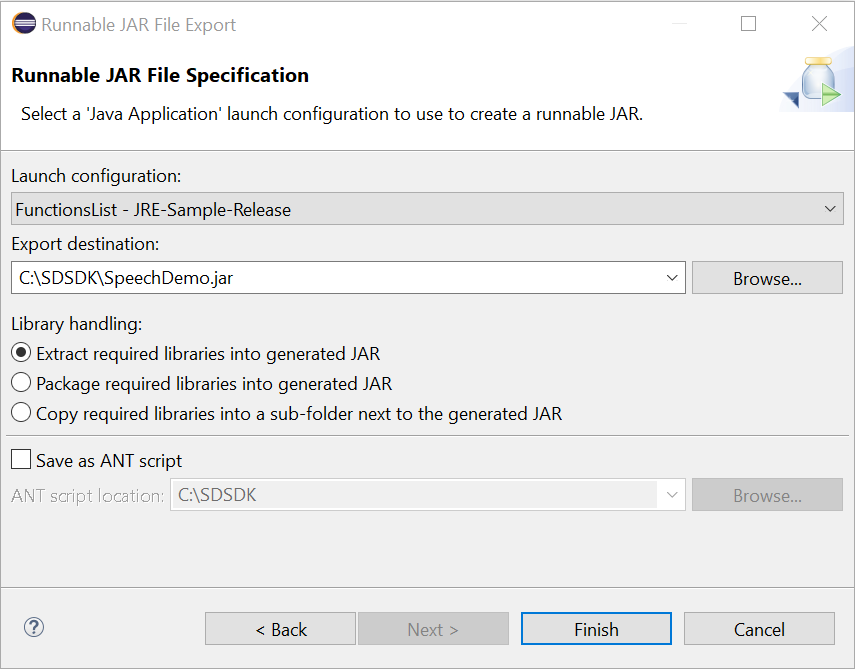 Runnable JAR File Export
Runnable JAR File Specification
Select a 'Java Application' launch configuration to use to create a runnable JAR.
Launch configuration:
FunctionsList - JRE-Sample-Release
Export destination:
C:\SDSDK\SpeechDemo.jar
Browse...
Library handling:
Extract required libraries into generated JAR
Package required libraries into generated JAR
Copy required libraries into a sub-folder next to the generated JAR
Save as ANT script
ANT script location:
C:\SDSDK
Browse...
?
< Back
Next >
Finish
Cancel